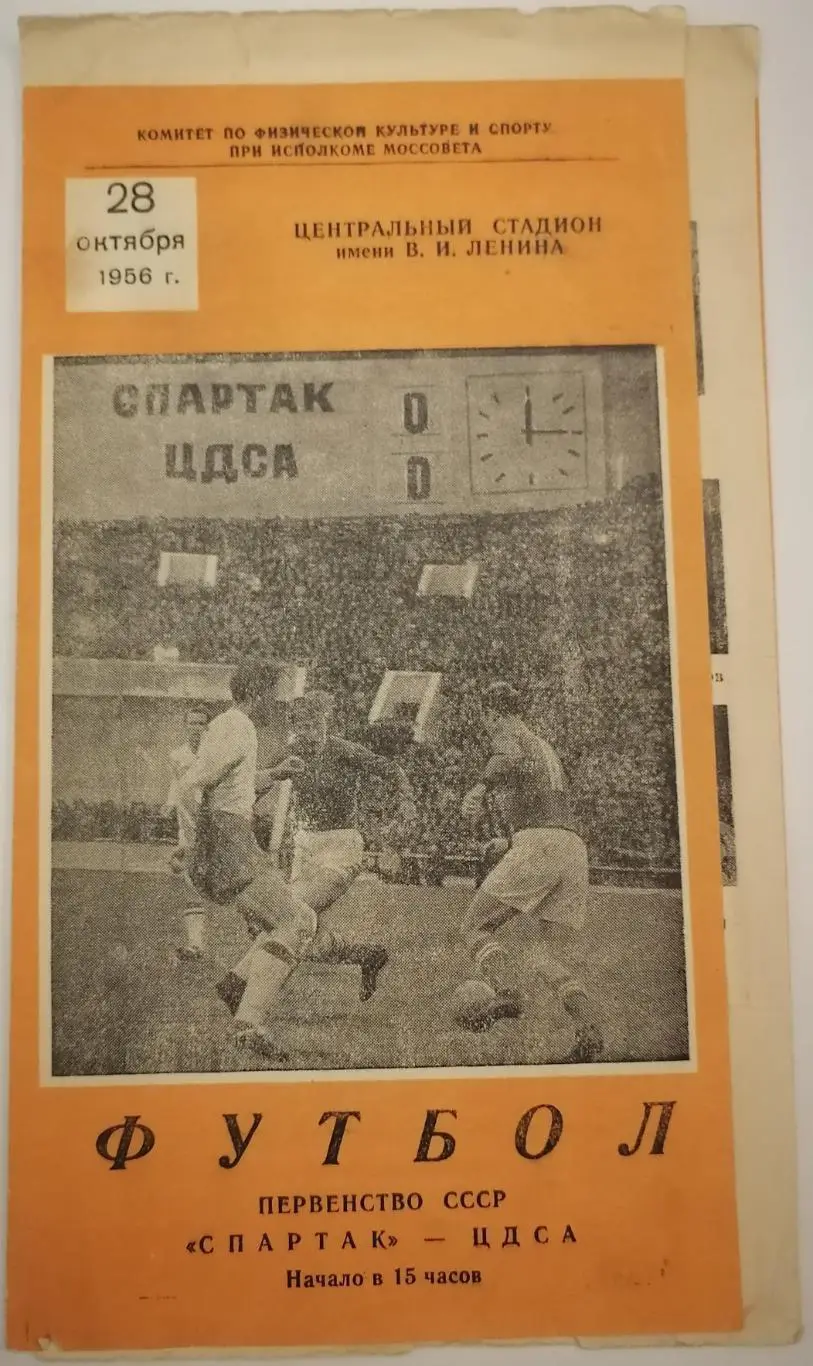 КОМИТЕТ ПО ФИЗИЧЕСКОЙ КУЛЬТУРЕ И СПОРТУ
ПРИ ИСПОЛКОМЕ МОССОВЕТА
28
октября
1956 г.
ЦЕНТРАЛЬНЫЙ СТАДИОН
имени В. И. ЛЕНИНА
СПАРТАК 0
ЦДСА 0
ФУТБОЛ
ПЕРВЕНСТВО СССР
«СПАРТАК» — ЦДСА
Начало в 15 часов